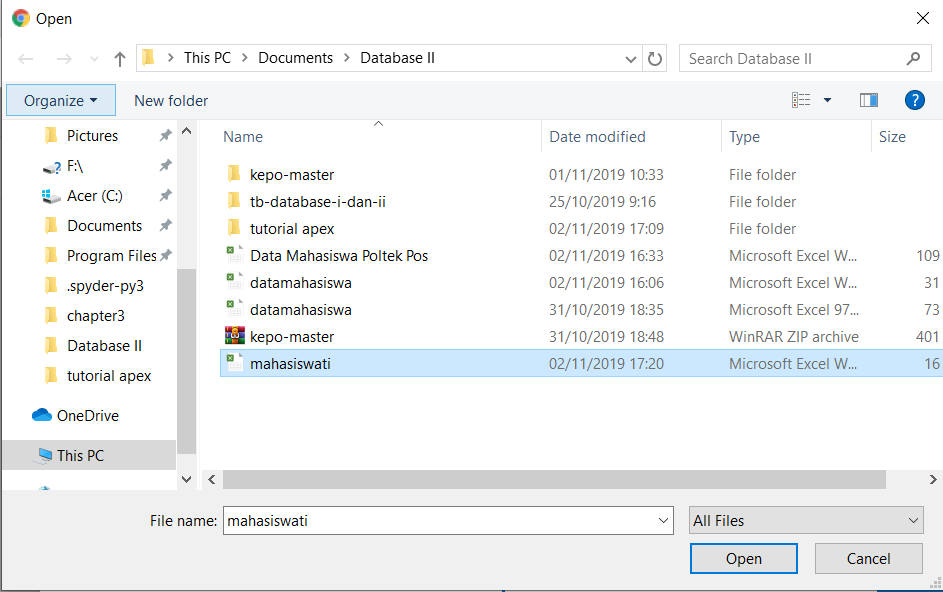 Open
This PC > Documents > Database II
Search Database II
Organize
New folder
?
Name
Date modified
Type
Size
Pictures
F:\
Acer (C:)
Documents
Program Files
.spyder-py3
chapter3
Database II
tutorial apex
OneDrive
This PC
kepo-master 01/11/2019 10:33 File folder
tb-database-i-dan-ii 25/10/2019 9:16 File folder
tutorial apex 02/11/2019 17:09 File folder
Data Mahasiswa Poltek Pos 02/11/2019 16:33 Microsoft Excel W... 109
datamahasiswa 02/11/2019 16:06 Microsoft Excel W... 31
datamahasiswa 31/10/2019 18:35 Microsoft Excel 97... 73
kepo-master 31/10/2019 18:48 WinRAR ZIP archive 401
mahasiswati 02/11/2019 17:20 Microsoft Excel W... 16
File name: mahasiswati
All Files
Open
Cancel